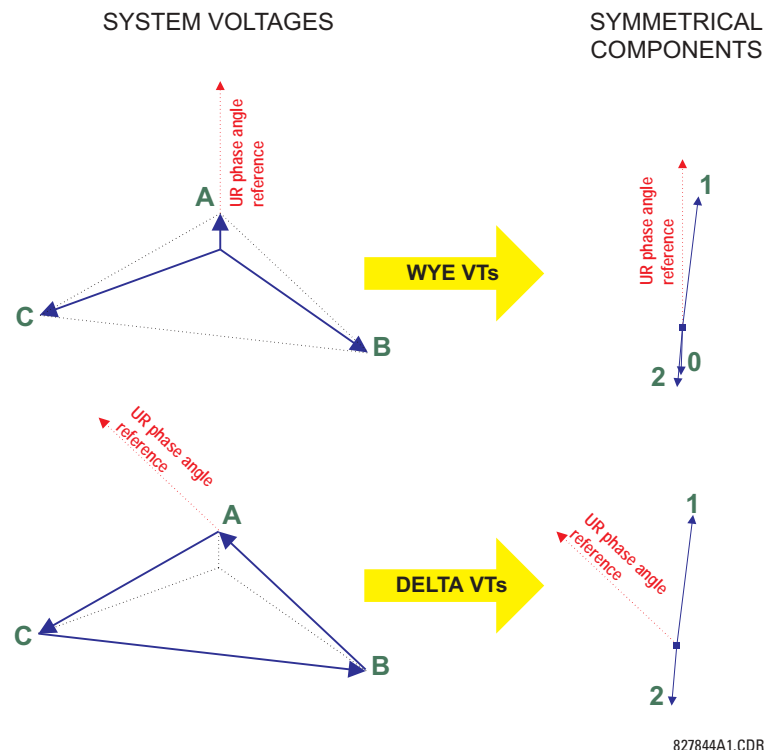 SYSTEM VOLTAGES
SYMMETRICAL
COMPONENTS
UR phase angle
reference
A
C
B
WYE VTs
UR phase angle
reference
1
2
0
UR phase angle
reference
A
C
B
DELTA VTs
UR phase angle
reference
1
2
827844A1.CDR